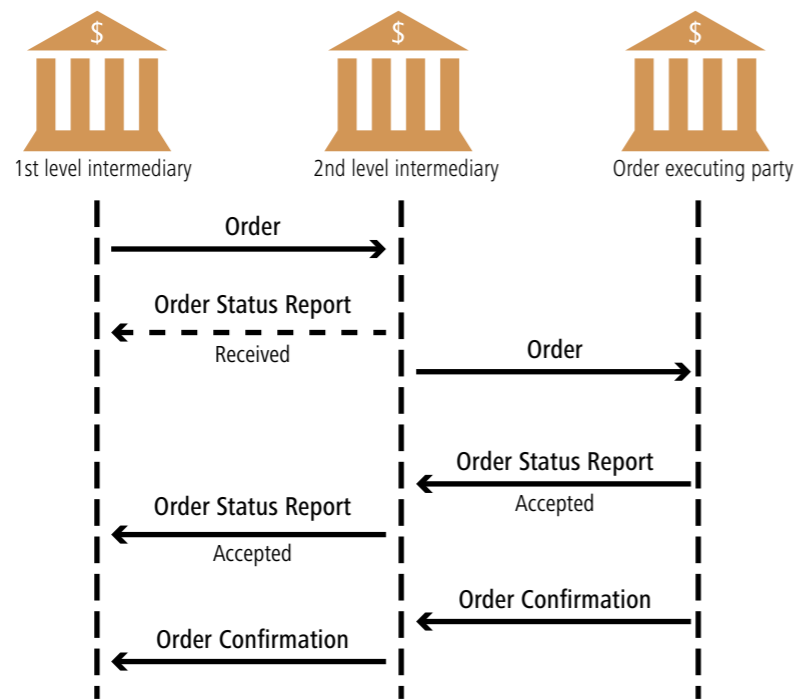 $ $ $
1st level intermediary 2nd level intermediary Order executing party
Order
Order Status Report
Received
Order
Order Status Report
Accepted
Order Status Report
Accepted
Order Confirmation
Order Confirmation